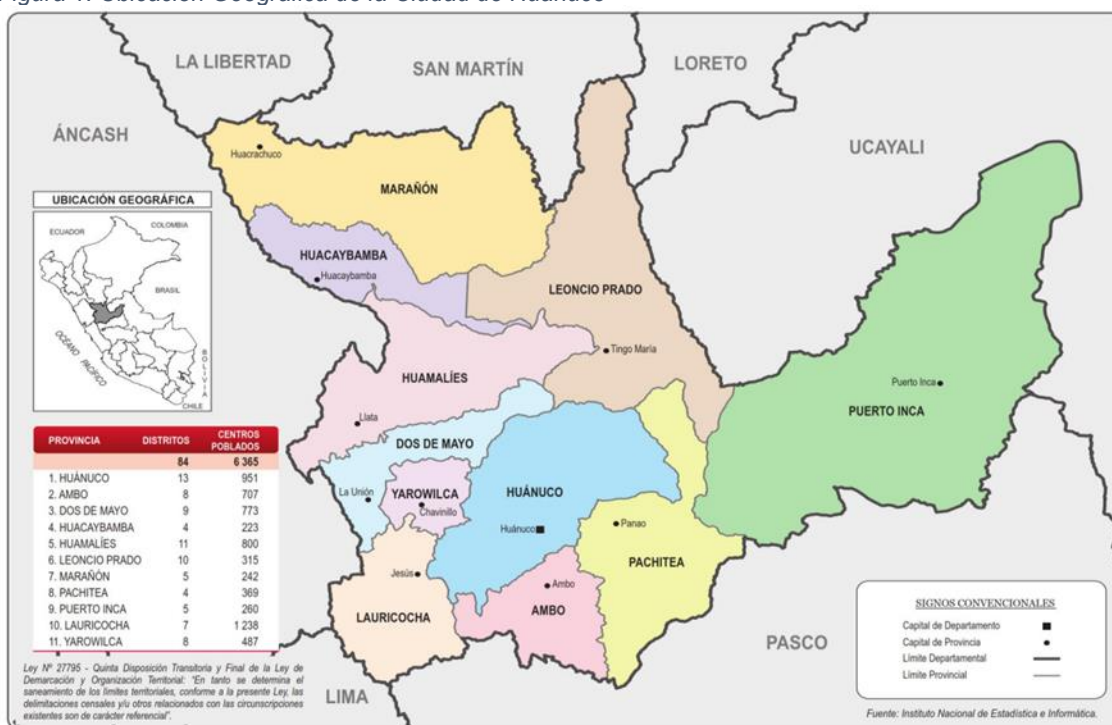 Figura 1: Ubicación Geográfica de la Ciudad de Huánuco
LA LIBERTAD
SAN MARTÍN
LORETO
ÁNCASH
UCAYALI
Huacrachuco
MARAÑÓN
UBICACIÓN GEOGRÁFICA
ECUADOR
COLOMBIA
BRASIL
OCÉANO PACÍFICO
BOLIVIA
CHILE
HUACAYBAMBA
Huacaybamba
LEONCIO PRADO
Tingo María
HUAMALÍES
Llata
Puerto Inca
PUERTO INCA
DOS DE MAYO
La Unión
YAROWILCA
Chavinillo
HUÁNUCO
Huánuco
Panao
PACHITEA
Jesús
LAURICOCHA
Ambo
AMBO
PASCO
LIMA
PROVINCIA DISTRITOS CENTROS POBLADOS
84 6 365
1. HUÁNUCO 13 951
2. AMBO 8 707
3. DOS DE MAYO 9 773
4. HUACAYBAMBA 4 223
5. HUAMALÍES 11 800
6. LEONCIO PRADO 10 315
7. MARAÑÓN 5 242
8. PACHITEA 4 369
9. PUERTO INCA 5 260
10. LAURICOCHA 7 1 238
11. YAROWILCA 8 487
Ley Nº 27795 - Quinta Disposición Transitoria y Final de la Ley de
Demarcación y Organización Territorial: "En tanto se determina el
saneamiento de los límites territoriales, conforme a la presente Ley, las
delimitaciones censales y/u otros relacionados con las circunscripciones
existentes son de carácter referencial".
SIGNOS CONVENCIONALES
Capital de Departamento
Capital de Provincia
Límite Departamental
Límite Provincial
Fuente: Instituto Nacional de Estadística e Informática.